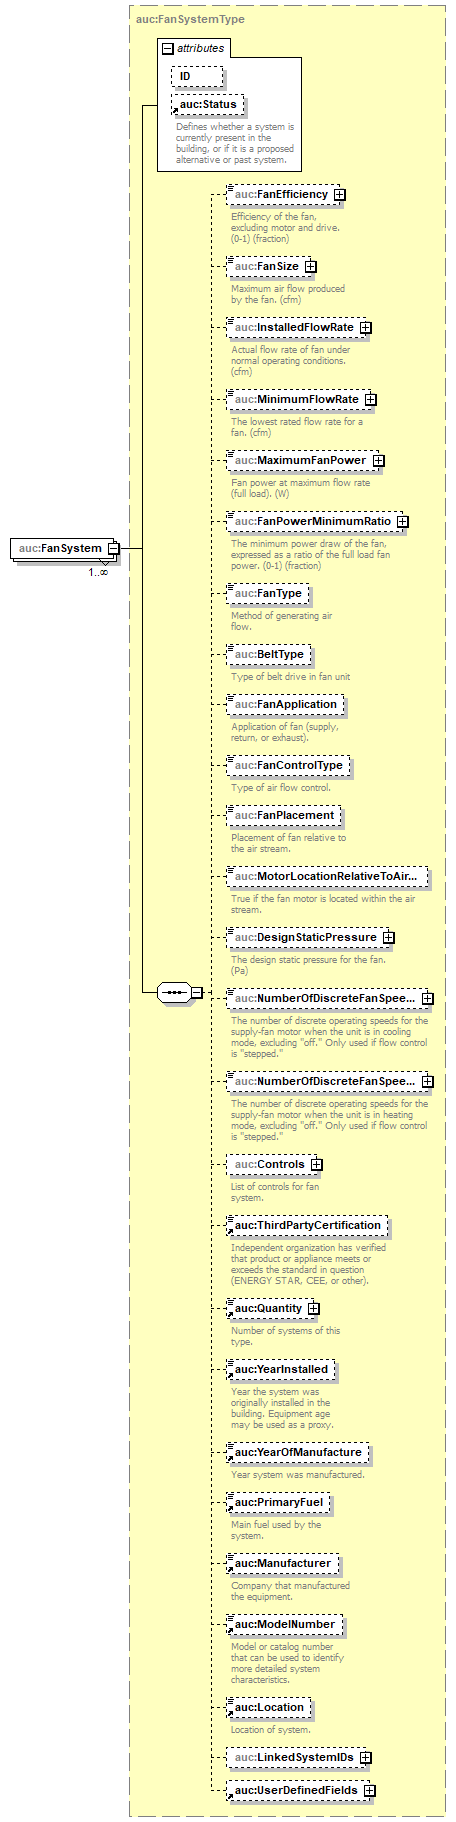 auc:FanSystemType
attributes
ID
auc:Status
Defines whether a system is
currently present in the
building, or if it is a proposed
alternative or past system.
auc:FanEfficiency
Efficiency of the fan,
excluding motor and drive.
(0-1) (fraction)
auc:FanSize
Maximum air flow produced
by the fan. (cfm)
auc:InstalledFlowRate
Actual flow rate of fan under
normal operating conditions.
(cfm)
auc:MinimumFlowRate
The lowest rated flow rate for a
fan. (cfm)
auc:MaximumFanPower
Fan power at maximum flow rate
(full load). (W)
auc:FanPowerMinimumRatio
The minimum power draw of the fan,
expressed as a ratio of the full load fan
power. (0-1) (fraction)
auc:FanSystem
1..∞
auc:FanType
Method of generating air
flow.
auc:BeltType
Type of belt drive in fan unit
auc:FanApplication
Application of fan (supply,
return, or exhaust).
auc:FanControlType
Type of air flow control.
auc:FanPlacement
Placement of fan relative to
the air stream.
auc:MotorLocationRelativeToAir...
True if the fan motor is located within the air
stream.
auc:DesignStaticPressure
The design static pressure for the fan.
(Pa)
auc:NumberOfDiscreteFanSpee...
The number of discrete operating speeds for the
supply-fan motor when the unit is in cooling
mode, excluding "off." Only used if flow control
is "stepped."
auc:NumberOfDiscreteFanSpee...
The number of discrete operating speeds for the
supply-fan motor when the unit is in heating
mode, excluding "off." Only used if flow control
is "stepped."
auc:Controls
List of controls for fan
system.
auc:ThirdPartyCertification
Independent organization has verified
that product or appliance meets or
exceeds the standard in question
(ENERGY STAR, CEE, or other).
auc:Quantity
Number of systems of this
type.
auc:YearInstalled
Year the system was
originally installed in the
building. Equipment age
may be used as a proxy.
auc:YearOfManufacture
Year system was manufactured.
auc:PrimaryFuel
Main fuel used by the
system.
auc:Manufacturer
Company that manufactured
the equipment.
auc:ModelNumber
Model or catalog number
that can be used to identify
more detailed system
characteristics.
auc:Location
Location of system.
auc:LinkedSystemIDs
auc:UserDefinedFields